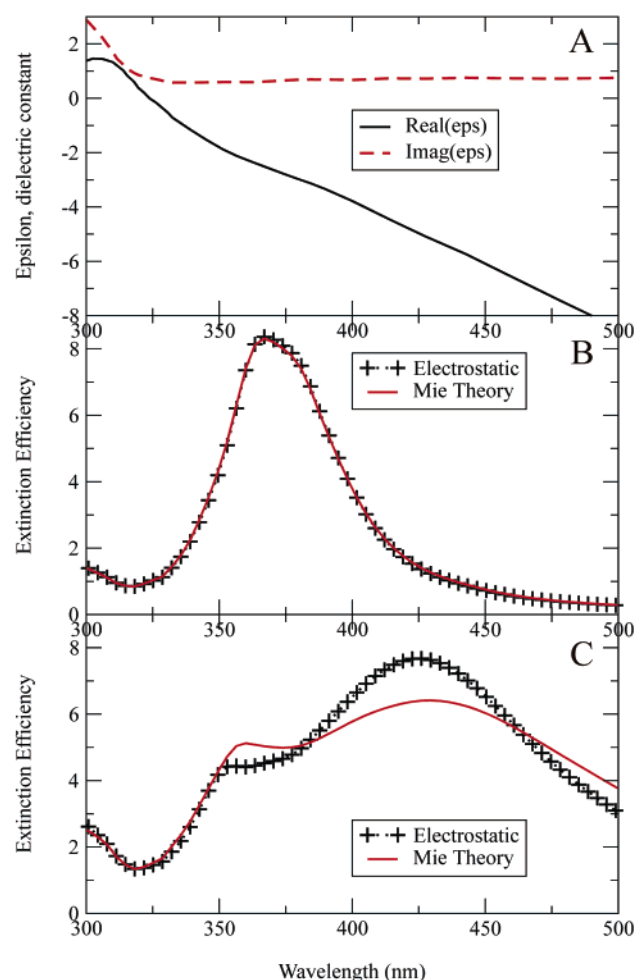 A
2
0
-2
-4
-6
-8
Epsilon, dielectric constant
Real(eps)
Imag(eps)
300 350 400 450 500
B
8
6
4
2
0
Extinction Efficiency
Electrostatic
Mie Theory
300 350 400 450 500
C
8
6
4
2
0
Extinction Efficiency
Electrostatic
Mie Theory
300 350 400 450 500
Wavelength (nm)